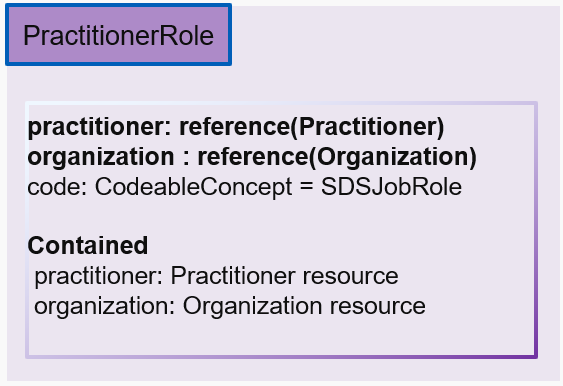 PractitionerRole
practitioner: reference(Practitioner)
organization : reference(Organization)
code: CodeableConcept = SDSJobRole
Contained
practitioner: Practitioner resource
organization: Organization resource